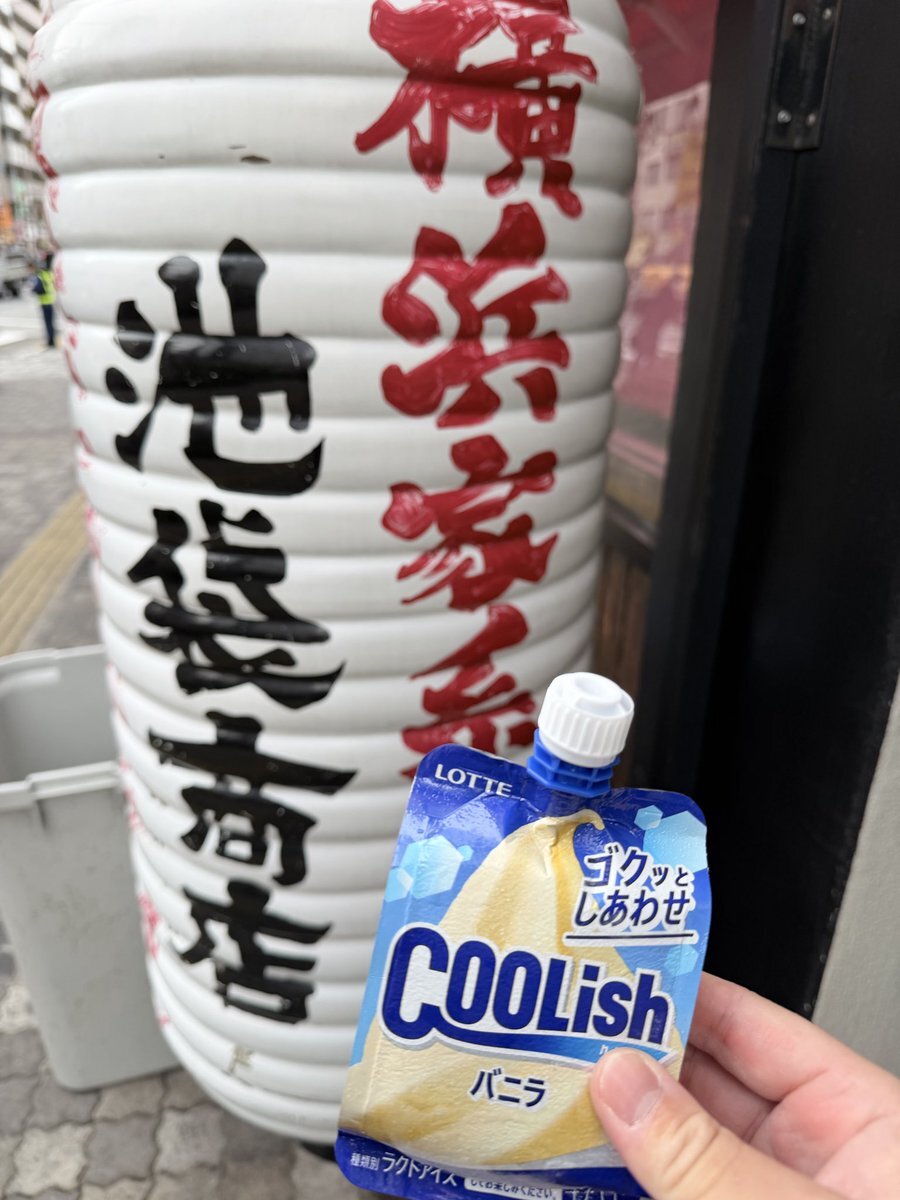 横浜家系
池袋商店
LOTTE
ゴクッと
しあわせ
COOLish
バニラ
種類別 ラクトアイス